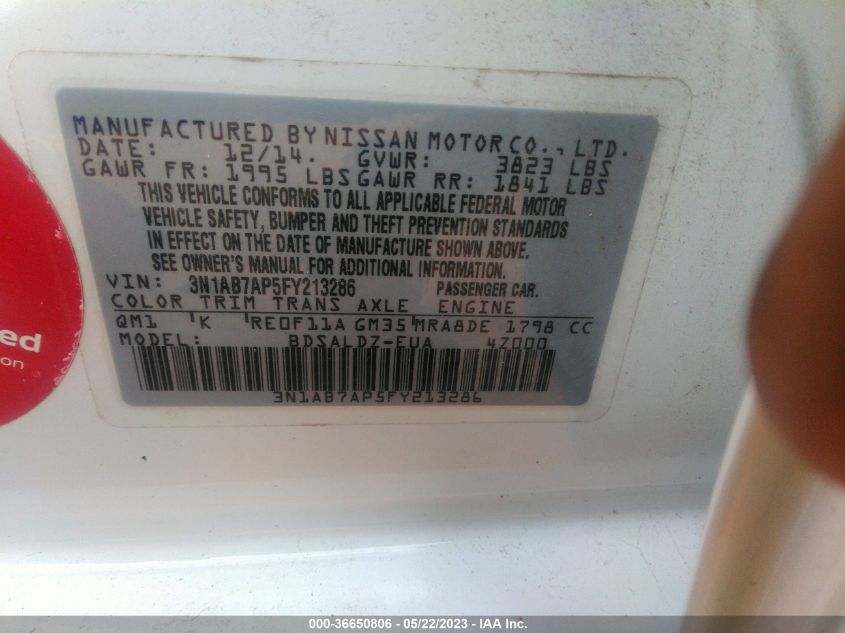 MANUFACTURED BY NISSAN MOTOR CO., LTD.
DATE: 12/14. GVWR: 3823 LBS
GAWR FR: 1995 LBS GAWR RR: 1841 LBS
THIS VEHICLE CONFORMS TO ALL APPLICABLE FEDERAL MOTOR
VEHICLE SAFETY, BUMPER AND THEFT PREVENTION STANDARDS
IN EFFECT ON THE DATE OF MANUFACTURE SHOWN ABOVE.
SEE OWNER'S MANUAL FOR ADDITIONAL INFORMATION.
VIN: 3N1AB7AP5FY213286 PASSENGER CAR.
COLOR TRIM TRANS AXLE ENGINE
QM1 K RE0F11A GM35 MRA8DE 1798 CC
MODEL: BDSALDZ-EUA 4Z000
3N1AB7AP5FY213286
000-36650806 - 05/22/2023 - IAA Inc.